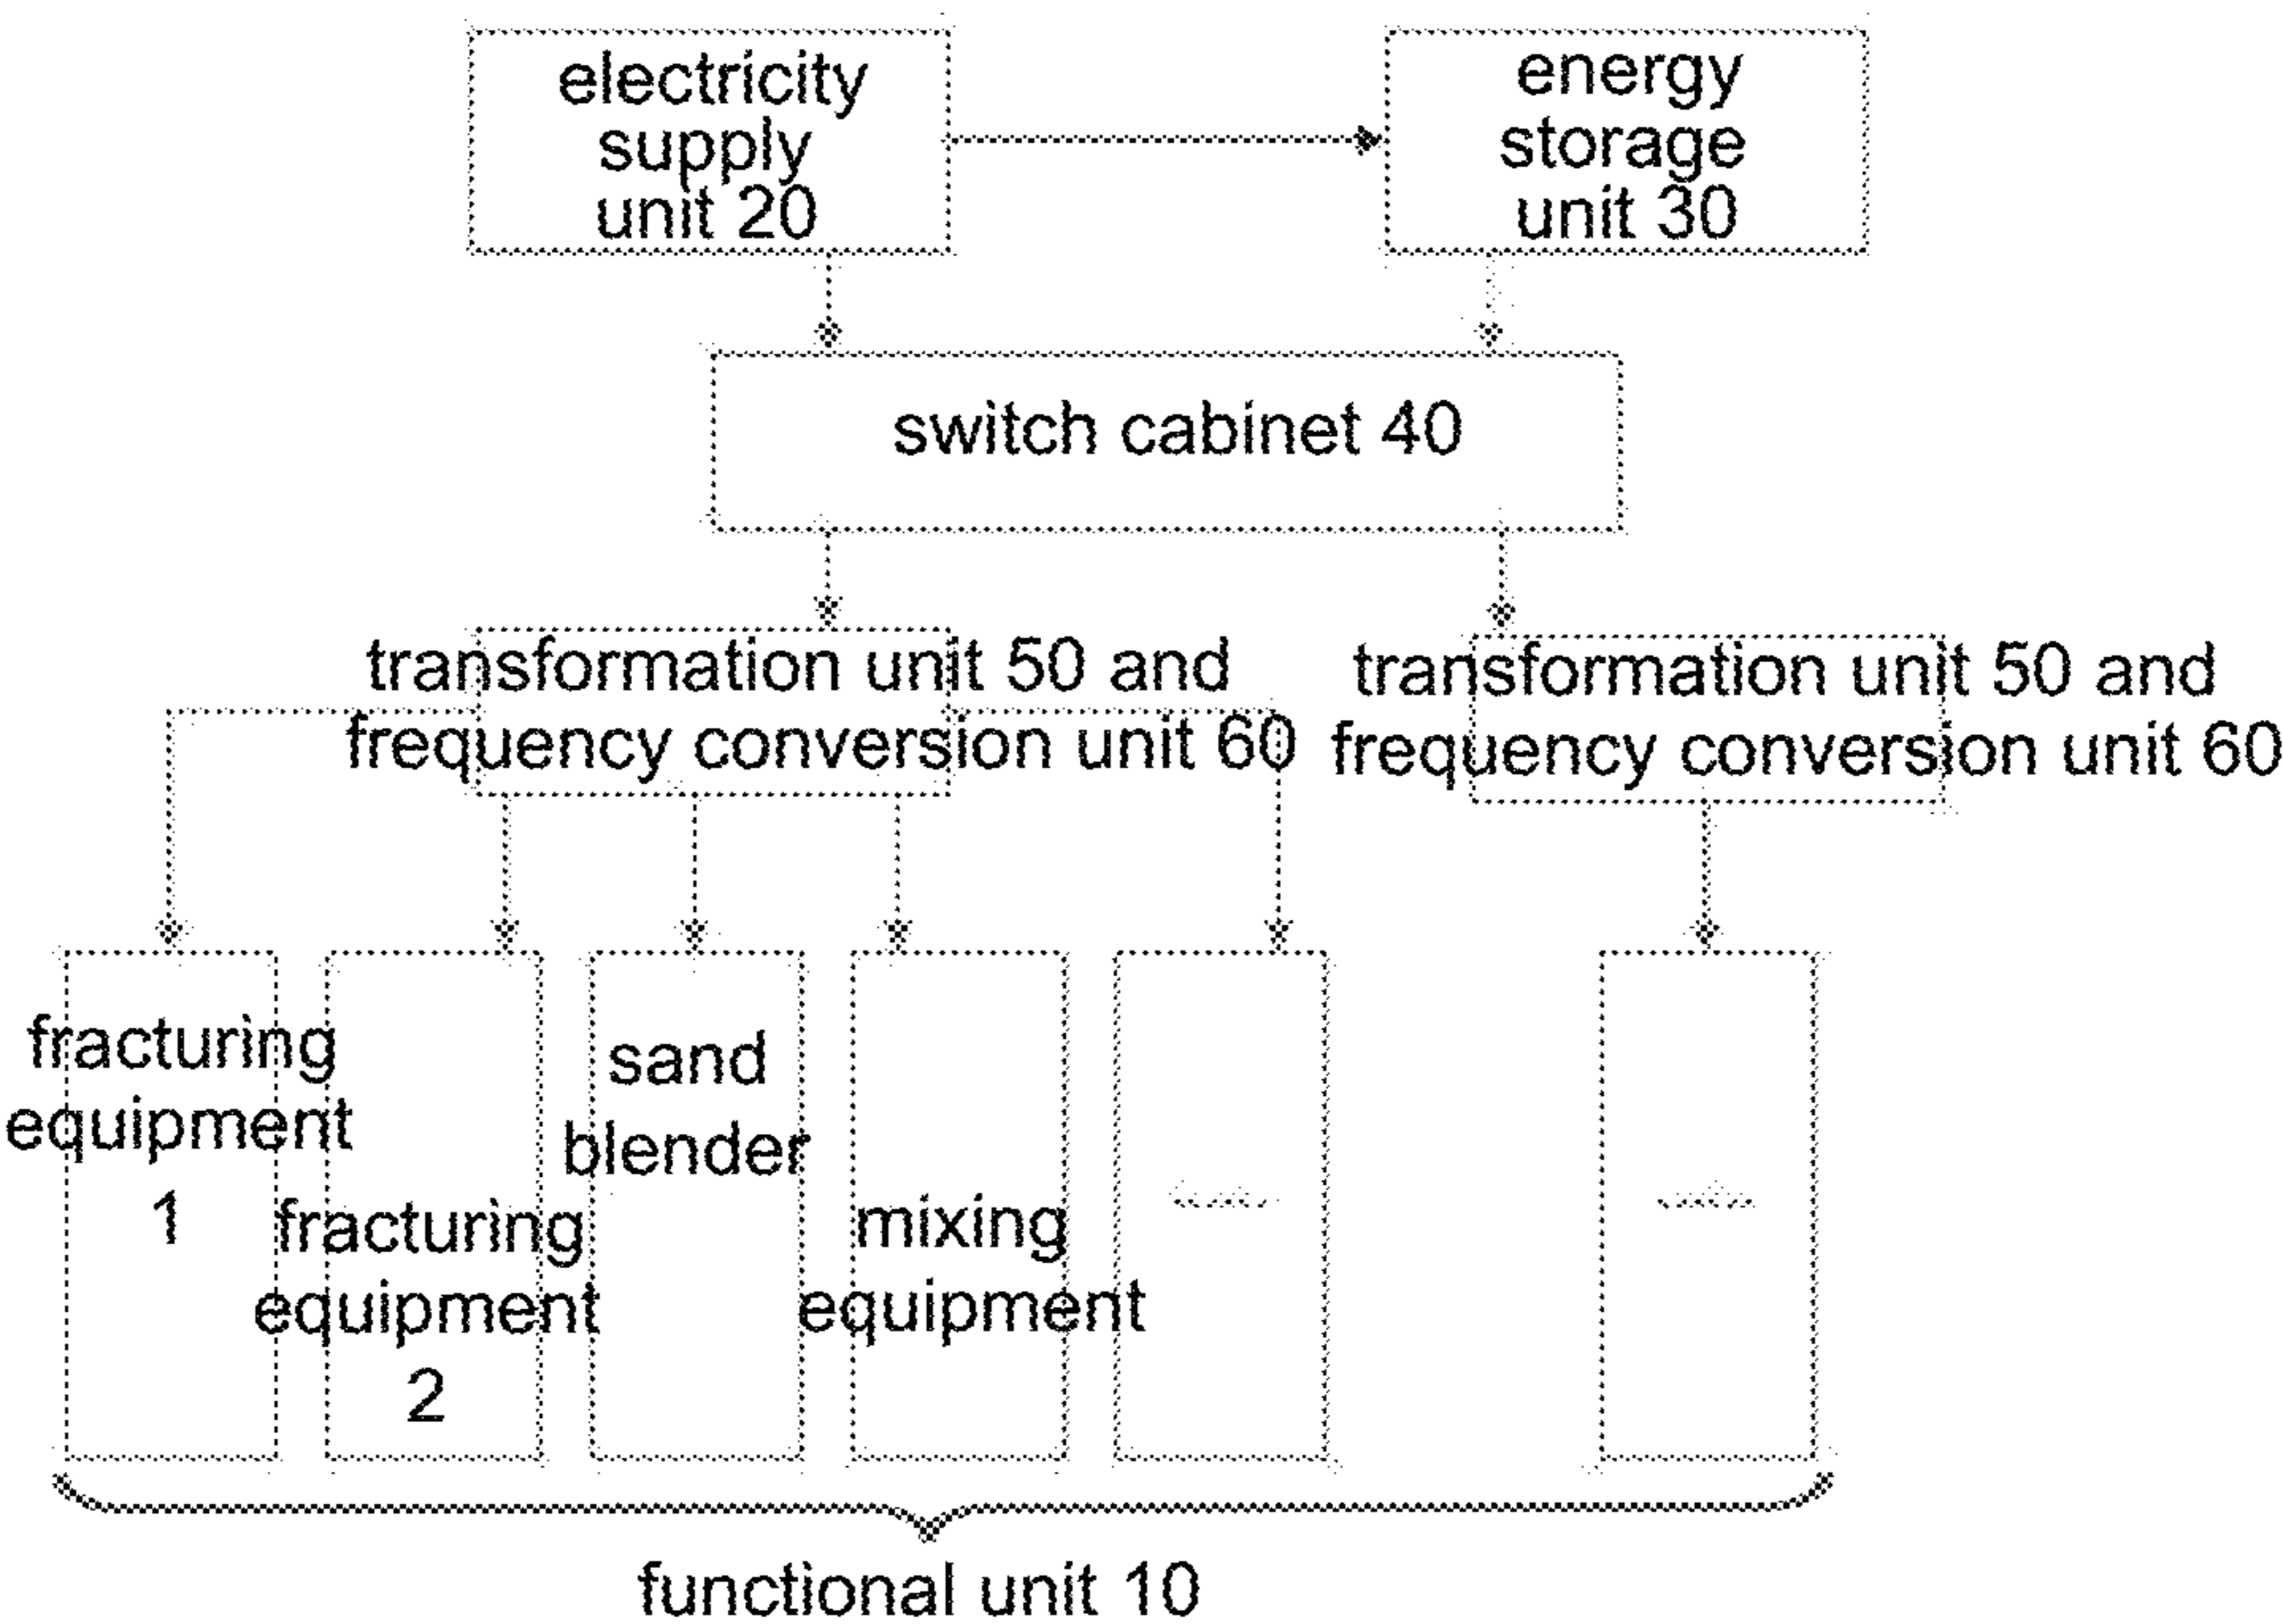 electricity
supply
unit 20
energy
storage
unit 30
switch cabinet 40
transformation unit 50 and
frequency conversion unit 60
transformation unit 50 and
frequency conversion unit 60
fracturing
equipment
1
fracturing
equipment
2
sand
blender
mixing
equipment
functional unit 10